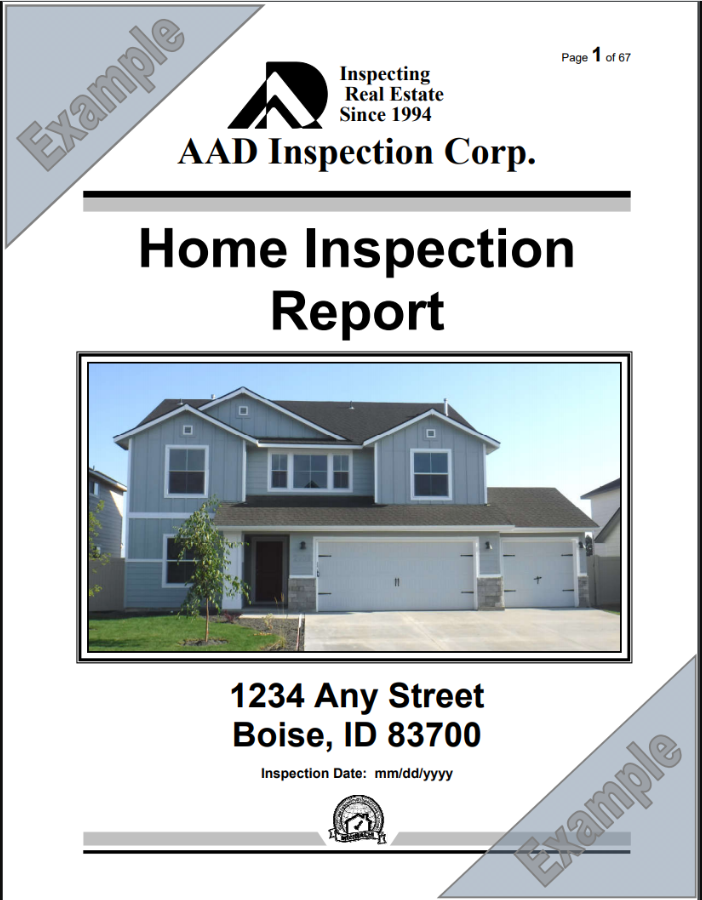 Example
Page 1 of 67
Inspecting
Real Estate
Since 1994
AAD Inspection Corp.
Home Inspection
Report
1234 Any Street
Boise, ID 83700
Inspection Date: mm/dd/yyyy
Example